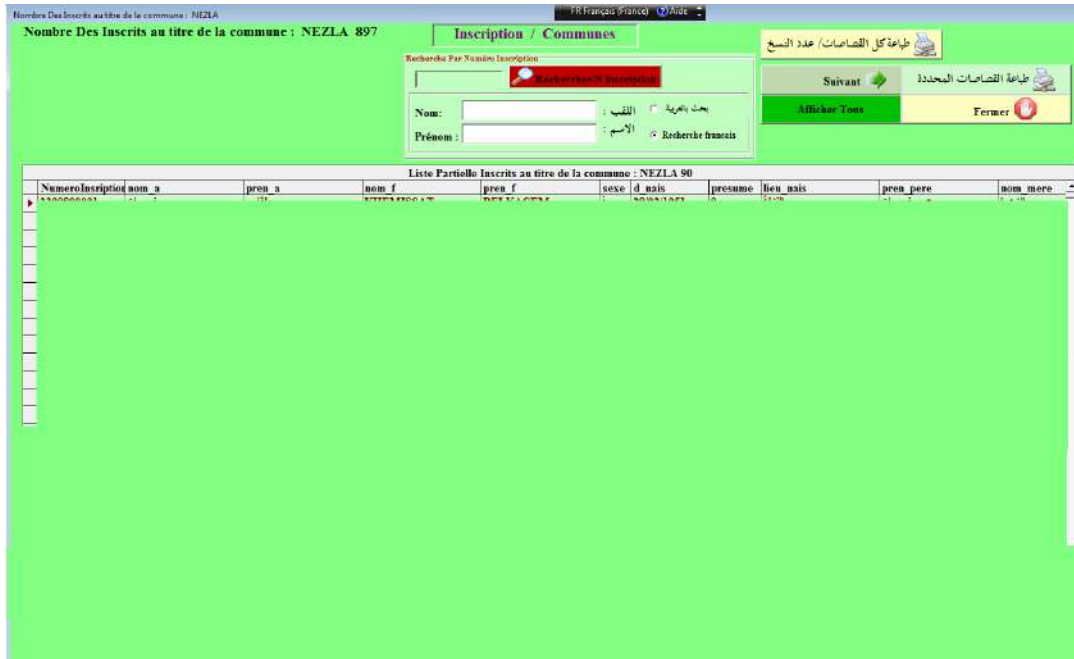 Nombre Des Inscrits au titre de la commune : NEZLA
FR Français (France) Aide
Nombre Des Inscrits au titre de la commune : NEZLA 897
Inscription / Communes
طباعة كل القصاصات/ عدد النسخ
Recherche Par Numéro Inscription
Recherches/N Inscription
Suivant
طباعة القصاصات المحددة
Nom:
اللقب :
بحث بالعربية
Afficher Tous
Fermer
Prénom :
الاسم :
Recherche francais
Liste Partielle Inscrits au titre de la commune : NEZLA 90
NumeroInsription nom_a pren_a nom_f pren_f sexe d_nais presume lieu_nais pren_pere nom_mere